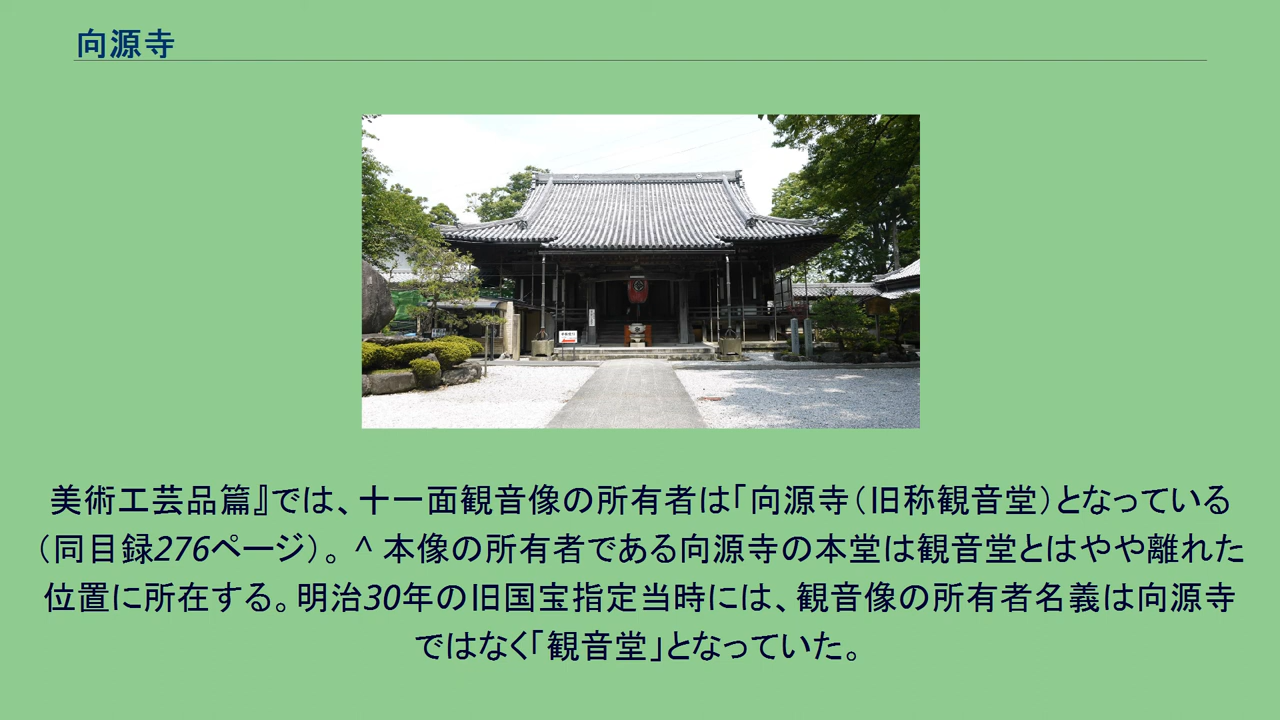 向源寺
美術工芸品篇』では、十一面観音像の所有者は「向源寺（旧称観音堂）となっている
（同目録276ページ）。 ^ 本像の所有者である向源寺の本堂は観音堂とはやや離れた
位置に所在する。明治30年の旧国宝指定当時には、観音像の所有者名義は向源寺
ではなく「観音堂」となっていた。